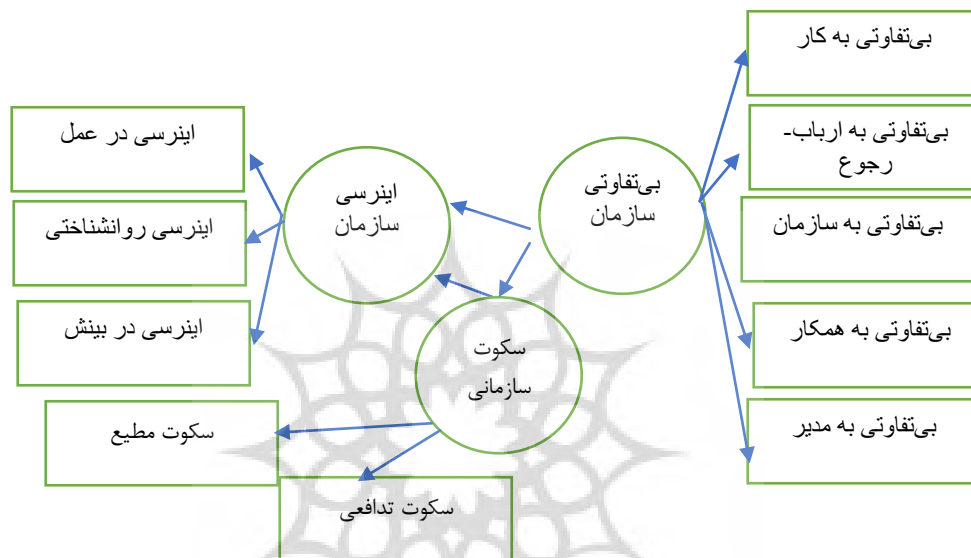 بی‌تفاوتی به کار
بی‌تفاوتی به ارباب-
رجوع
بی‌تفاوتی به سازمان
بی‌تفاوتی به همکار
بی‌تفاوتی به مدیر
بی‌تفاوتی
سازمان
اینرسی
سازمان
سکوت
سازمانی
اینرسی در عمل
اینرسی روانشناختی
اینرسی در بینش
سکوت مطیع
سکوت تدافعی